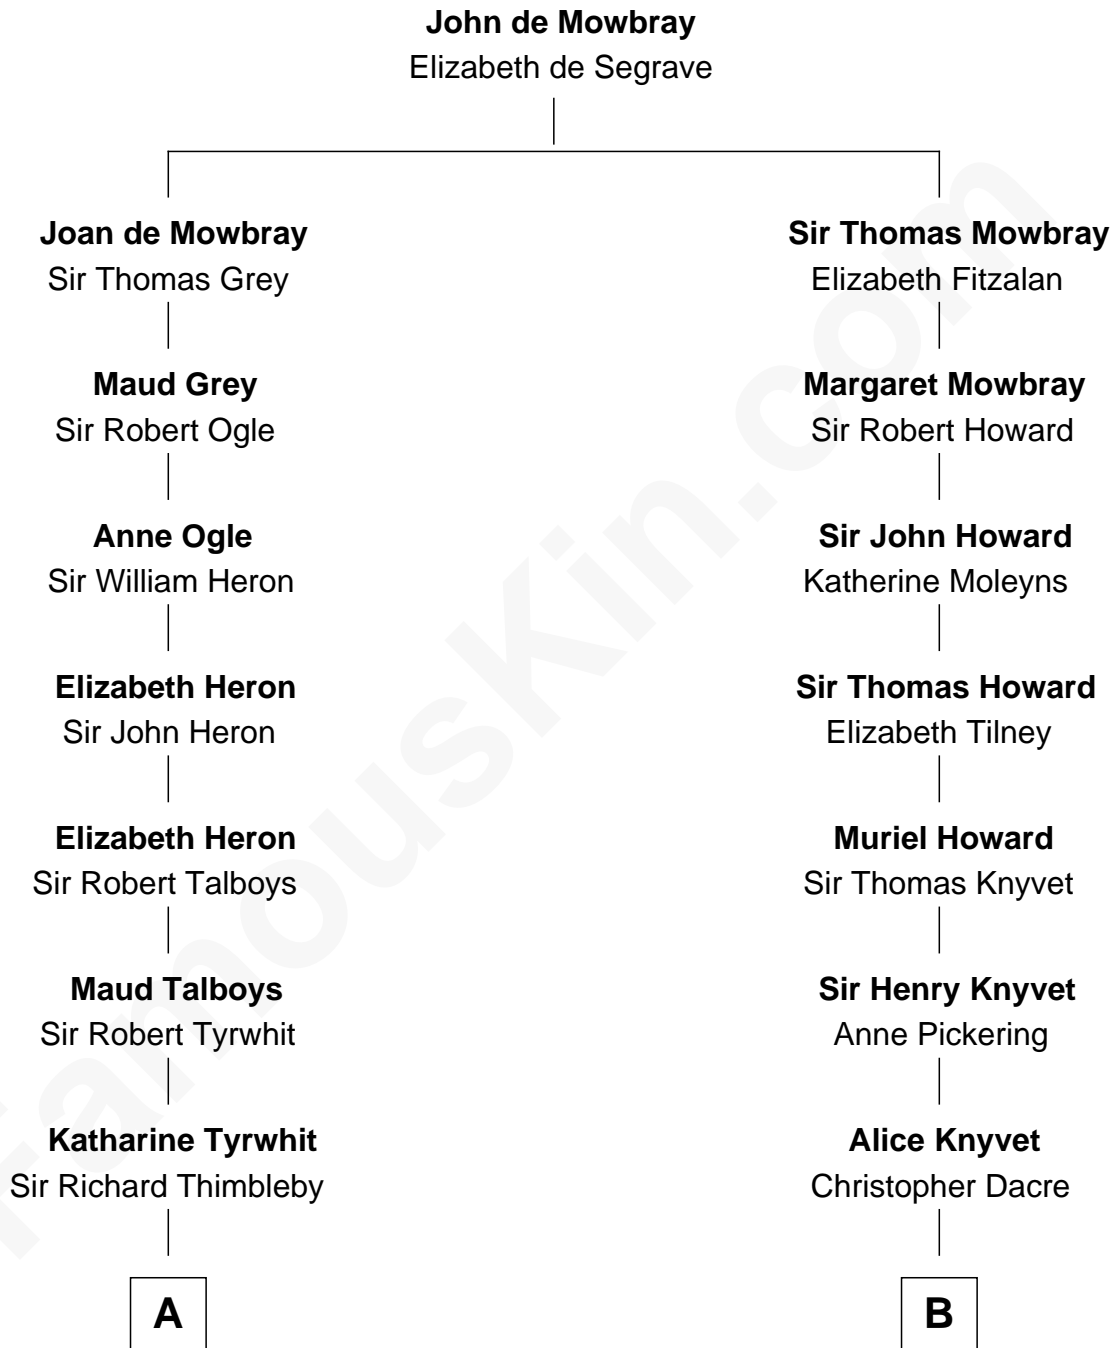 John de Mowbray
Elizabeth de Segrave
Joan de Mowbray
Sir Thomas Grey
Sir Thomas Mowbray
Elizabeth Fitzalan
Maud Grey
Sir Robert Ogle
Margaret Mowbray
Sir Robert Howard
Anne Ogle
Sir William Heron
Sir John Howard
Katherine Moleyns
Elizabeth Heron
Sir John Heron
Sir Thomas Howard
Elizabeth Tilney
Elizabeth Heron
Sir Robert Talboys
Muriel Howard
Sir Thomas Knyvet
Maud Talboys
Sir Robert Tyrwhit
Sir Henry Knyvet
Anne Pickering
Katharine Tyrwhit
Sir Richard Thimbleby
Alice Knyvet
Christopher Dacre
A
B
FamousKin.com